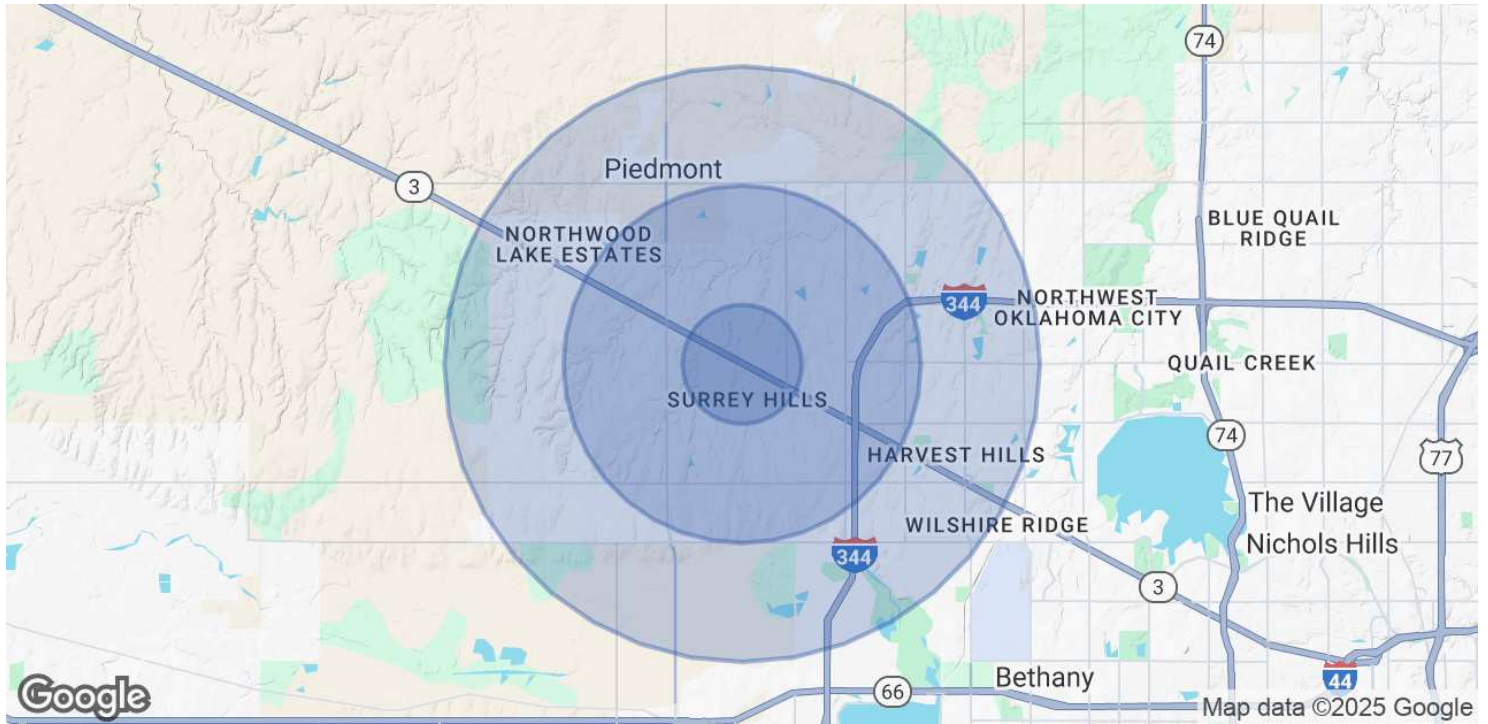 74
Piedmont
3
BLUE QUAIL
RIDGE
NORTHWOOD
LAKE ESTATES
344
NORTHWEST
OKLAHOMA CITY
QUAIL CREEK
SURREY HILLS
74
HARVEST HILLS
77
The Village
WILSHIRE RIDGE
Nichols Hills
344
3
Bethany
44
66
Google
Map data ©2025 Google